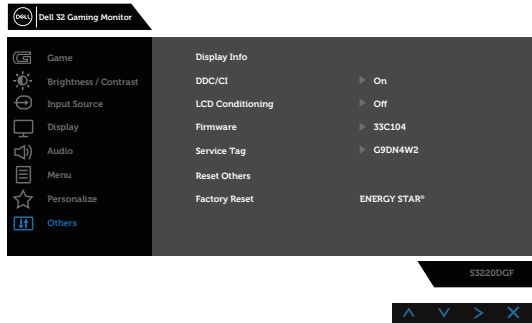 DELL Dell 32 Gaming Monitor
Game
Brightness / Contrast
Input Source
Display
Audio
Menu
Personalize
Others
Display Info
DDC/CI On
LCD Conditioning Off
Firmware 33C104
Service Tag G9DN4W2
Reset Others
Factory Reset ENERGY STAR®
S3220DGF